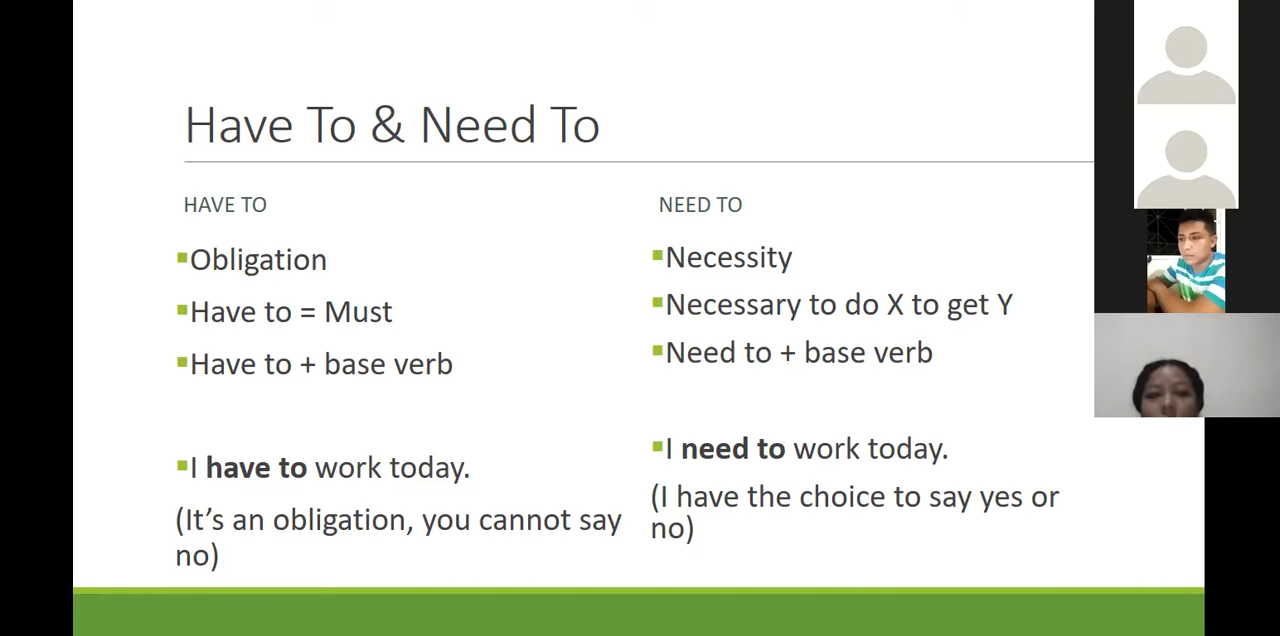 Have To & Need To
HAVE TO
Obligation
Have to = Must
Have to + base verb
I have to work today.
(It’s an obligation, you cannot say
no)
NEED TO
Necessity
Necessary to do X to get Y
Need to + base verb
I need to work today.
(I have the choice to say yes or
no)